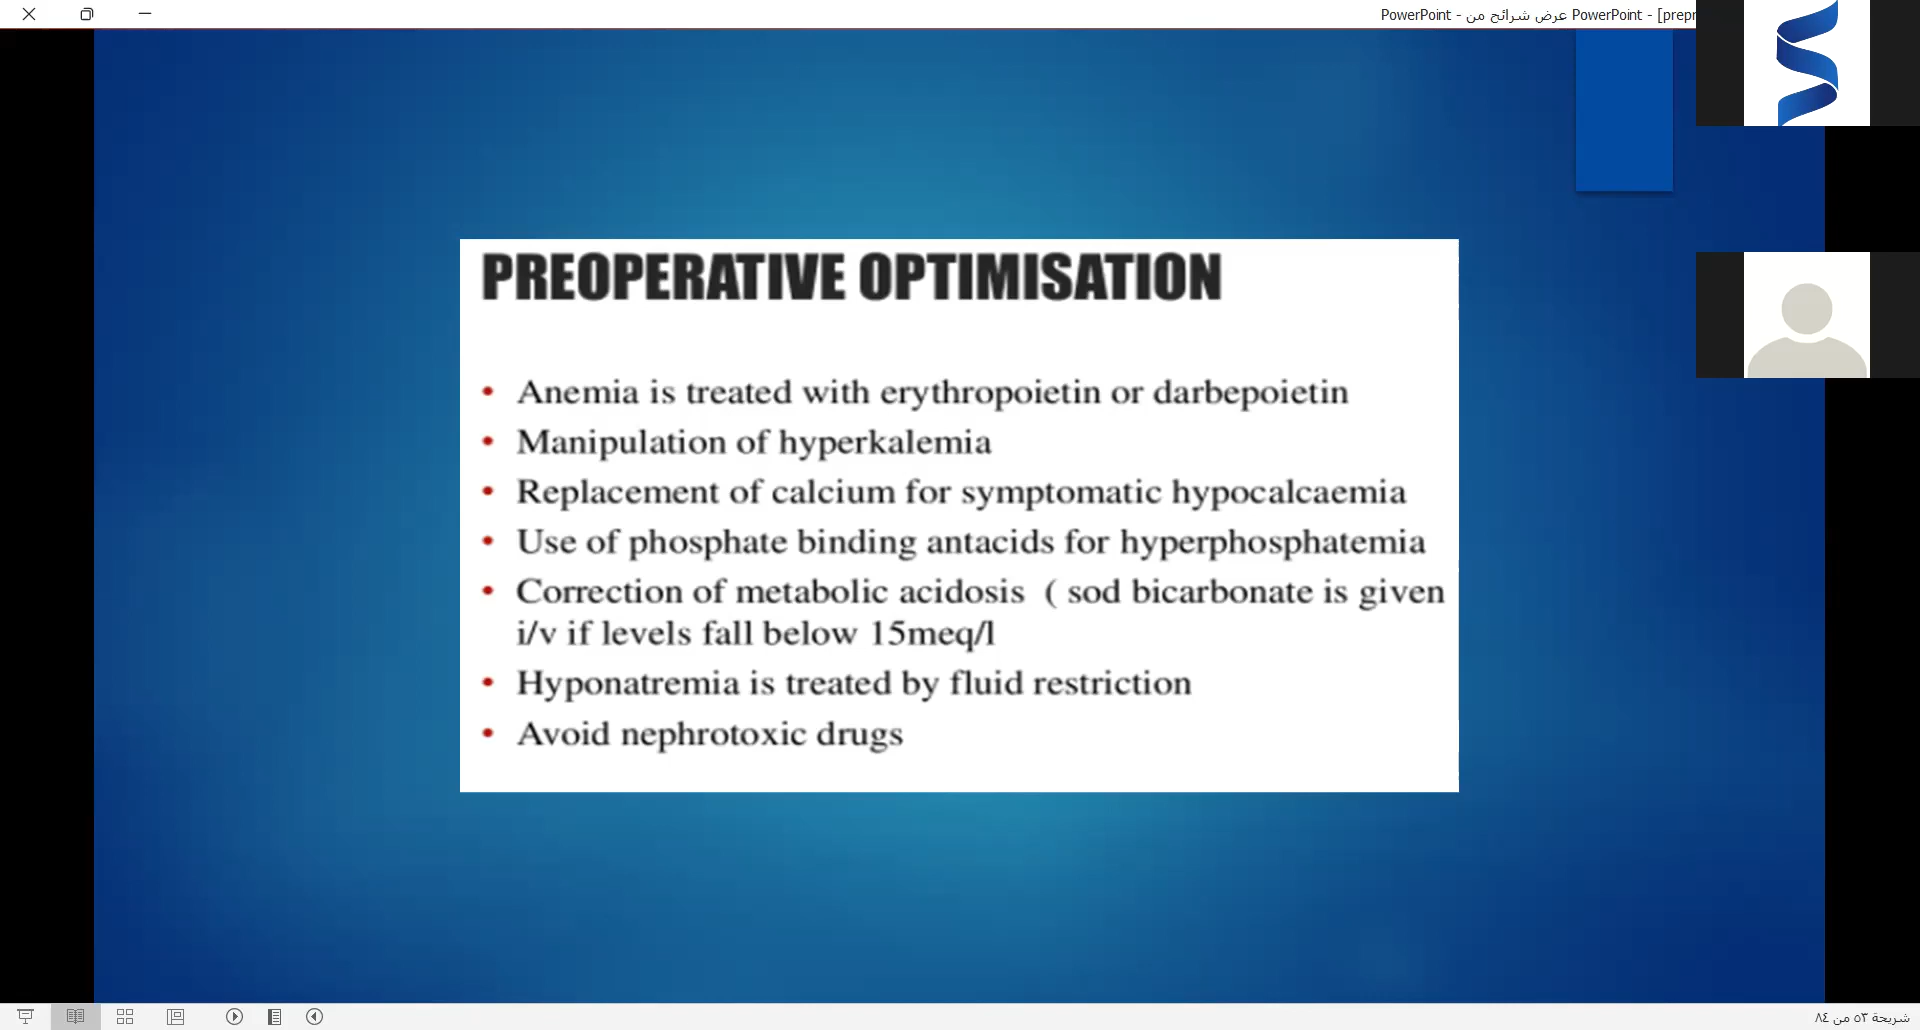 PowerPoint - عرض شرائح من PowerPoint - [prepr
PREOPERATIVE OPTIMISATION
• Anemia is treated with erythropoietin or darbepoietin
• Manipulation of hyperkalemia
• Replacement of calcium for symptomatic hypocalcaemia
• Use of phosphate binding antacids for hyperphosphatemia
• Correction of metabolic acidosis ( sod bicarbonate is given
i/v if levels fall below 15meq/l
• Hyponatremia is treated by fluid restriction
• Avoid nephrotoxic drugs
شريحة ٥٣ من ٨٤